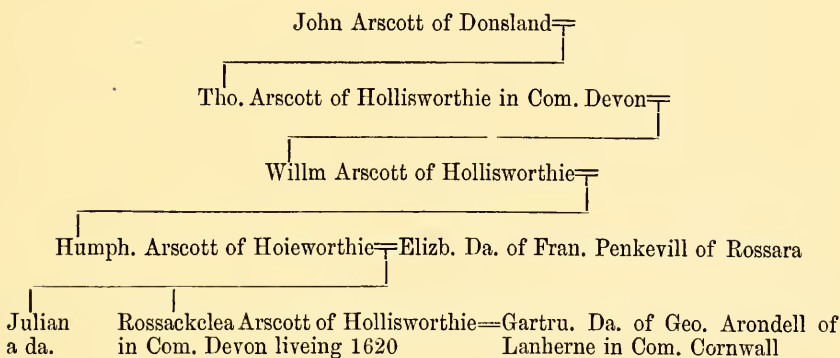 John Arscott of Donsland
Tho. Arscott of Hollisworthie in Com. Devon
Willm Arscott of Hollisworthie
Humph. Arscott of Hoieworthie=Elizb. Da. of Fran. Penkevill of Rossara
Julian
a da.
Rossackclea Arscott of Hollisworthie=Gartru. Da. of Geo. Arondell of
in Com. Devon liveing 1620
Lanherne in Com. Cornwall